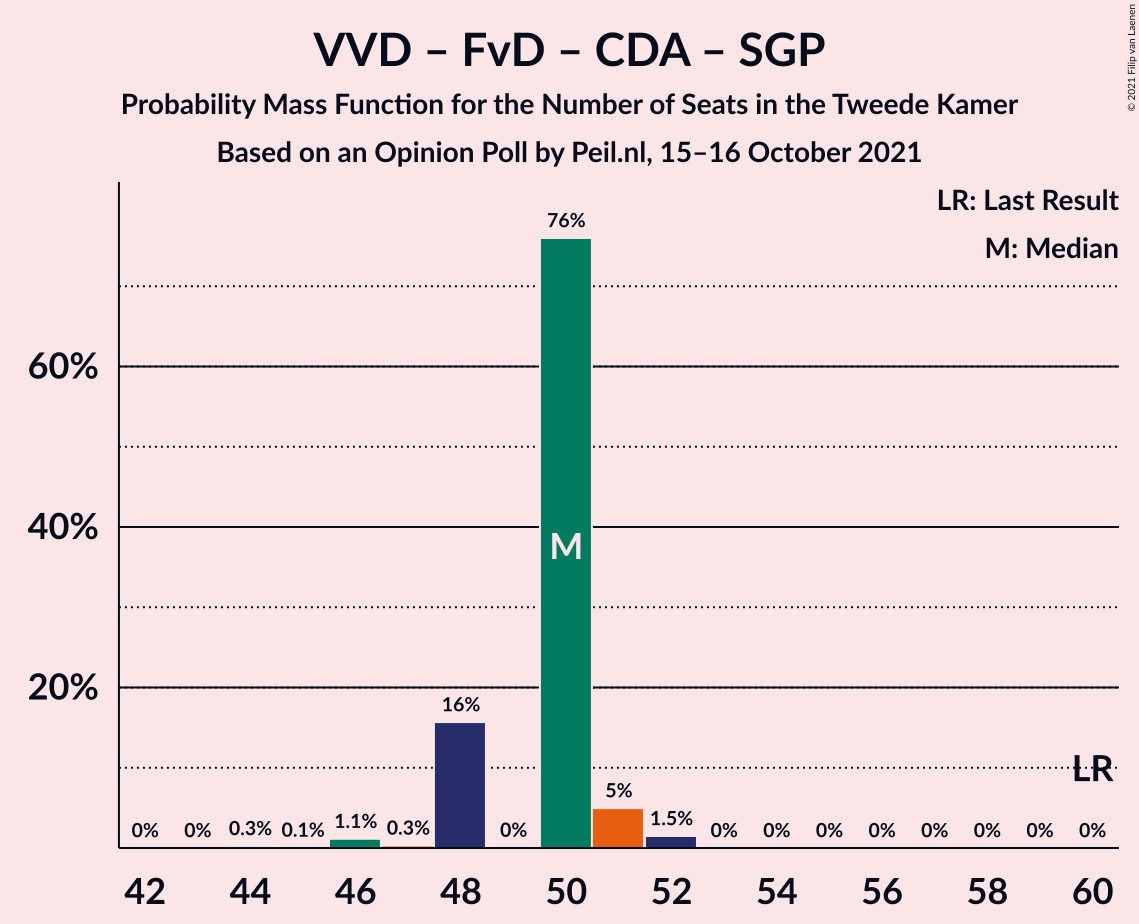 VVD – FvD – CDA – SGP
Probability Mass Function for the Number of Seats in the Tweede Kamer
Based on an Opinion Poll by Peil.nl, 15–16 October 2021
© 2021 Filip van Laenen
LR: Last Result
M: Median
60%
40%
20%
0% 0% 0.3% 0.1% 1.1% 0.3% 16% 0% 76% 5% 1.5% 0% 0% 0% 0% 0% 0% 0% 0%
M
LR
42 44 46 48 50 52 54 56 58 60